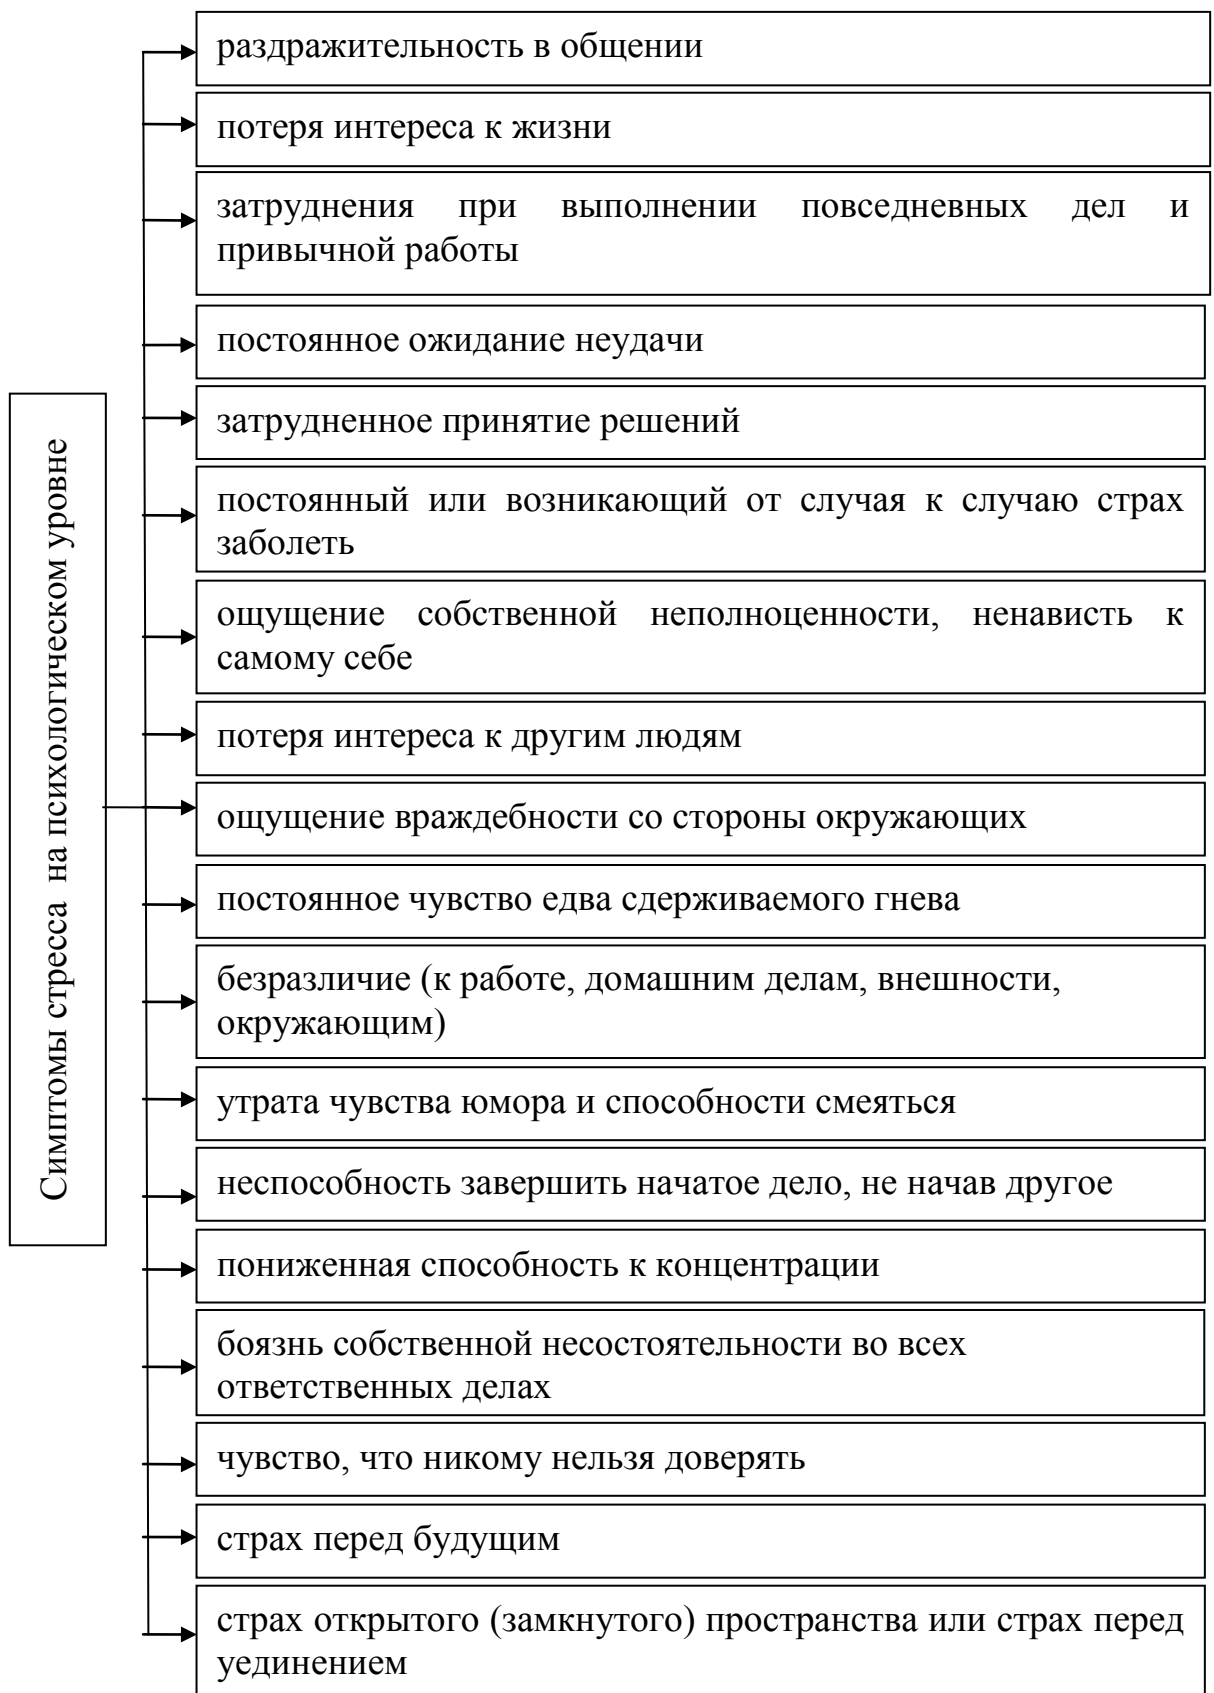 раздражительность в общении
потеря интереса к жизни
затруднения при выполнении повседневных дел и
привычной работы
постоянное ожидание неудачи
затрудненное принятие решений
постоянный или возникающий от случая к случаю страх
заболеть
ощущение собственной неполноценности, ненависть к
самому себе
потеря интереса к другим людям
ощущение враждебности со стороны окружающих
постоянное чувство едва сдерживаемого гнева
безразличие (к работе, домашним делам, внешности,
окружающим)
утрата чувства юмора и способности смеяться
неспособность завершить начатое дело, не начав другое
пониженная способность к концентрации
боязнь собственной несостоятельности во всех
ответственных делах
чувство, что никому нельзя доверять
страх перед будущим
страх открытого (замкнутого) пространства или страх перед
уединением
Симптомы стресса на психологическом уровне